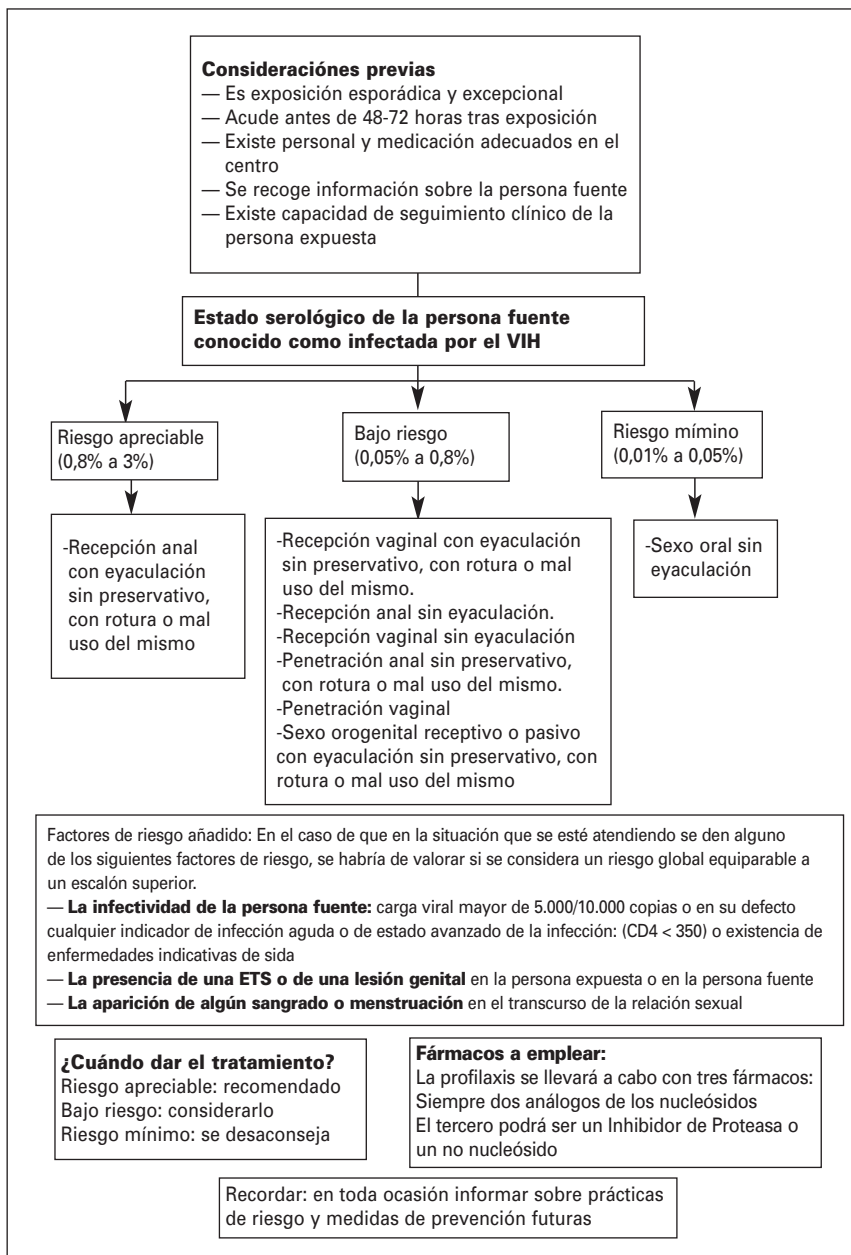 Consideraciónes previas
— Es exposición esporádica y excepcional
— Acude antes de 48-72 horas tras exposición
— Existe personal y medicación adecuados en el
centro
— Se recoge información sobre la persona fuente
— Existe capacidad de seguimiento clínico de la
persona expuesta
Estado serológico de la persona fuente
conocido como infectada por el VIH
Riesgo apreciable
(0,8% a 3%)
Bajo riesgo
(0,05% a 0,8%)
Riesgo mímino
(0,01% a 0,05%)
-Recepción anal
con eyaculación
sin preservativo,
con rotura o mal
uso del mismo
-Recepción vaginal con eyaculación
sin preservativo, con rotura o mal
uso del mismo.
-Recepción anal sin eyaculación.
-Recepción vaginal sin eyaculación
-Penetración anal sin preservativo,
con rotura o mal uso del mismo.
-Penetración vaginal
-Sexo orogenital receptivo o pasivo
con eyaculación sin preservativo, con
rotura o mal uso del mismo
-Sexo oral sin
eyaculación
Factores de riesgo añadido: En el caso de que en la situación que se esté atendiendo se den alguno
de los siguientes factores de riesgo, se habría de valorar si se considera un riesgo global equiparable a
un escalón superior.
— La infectividad de la persona fuente: carga viral mayor de 5.000/10.000 copias o en su defecto
cualquier indicador de infección aguda o de estado avanzado de la infección: (CD4 < 350) o existencia de
enfermedades indicativas de sida
— La presencia de una ETS o de una lesión genital en la persona expuesta o en la persona fuente
— La aparición de algún sangrado o menstruación en el transcurso de la relación sexual
¿Cuándo dar el tratamiento?
Riesgo apreciable: recomendado
Bajo riesgo: considerarlo
Riesgo mínimo: se desaconseja
Fármacos a emplear:
La profilaxis se llevará a cabo con tres fármacos:
Siempre dos análogos de los nucleósidos
El tercero podrá ser un Inhibidor de Proteasa o
un no nucleósido
Recordar: en toda ocasión informar sobre prácticas
de riesgo y medidas de prevención futuras